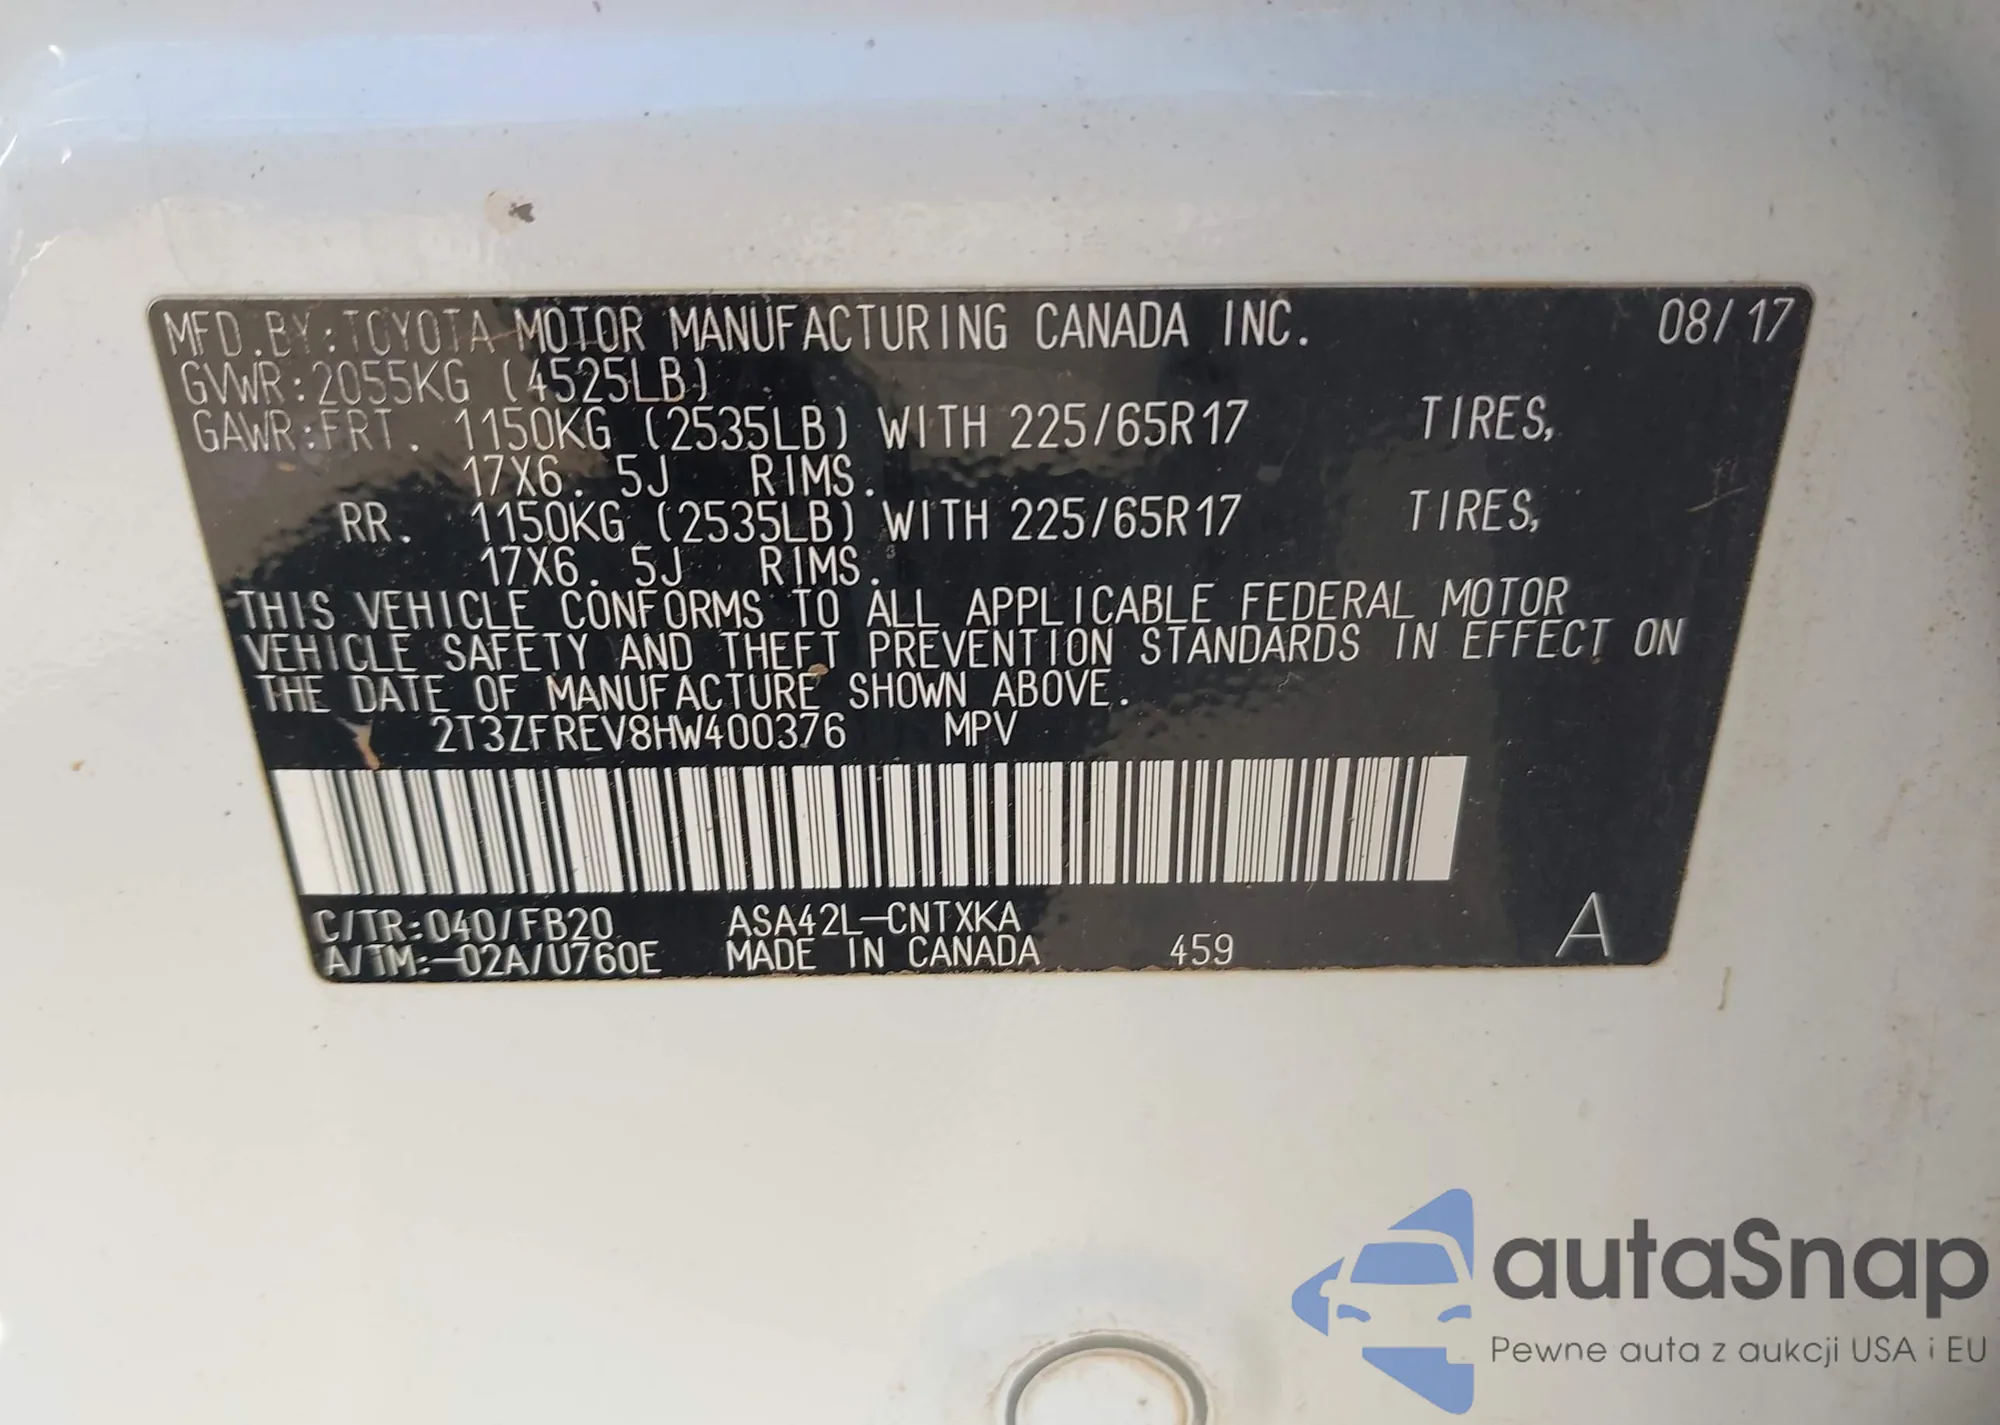 MFD.BY:TOYOTA MOTOR MANUFACTURING CANADA INC. 08/17
GVWR:2055KG (4525LB)
GAWR:FRT. 1150KG (2535LB) WITH 225/65R17 TIRES,
17X6.5J RIMS.
RR. 1150KG (2535LB) WITH 225/65R17 TIRES,
17X6.5J RIMS.
THIS VEHICLE CONFORMS TO ALL APPLICABLE FEDERAL MOTOR
VEHICLE SAFETY AND THEFT PREVENTION STANDARDS IN EFFECT ON
THE DATE OF MANUFACTURE SHOWN ABOVE.
2T3ZFREV8HW400376 MPV
C/TR:040/FB20 ASA42L-CNTXKA
A/TM:-02A/U760E MADE IN CANADA 459 A
autaSnap
Pewne auta z aukcji USA i EU